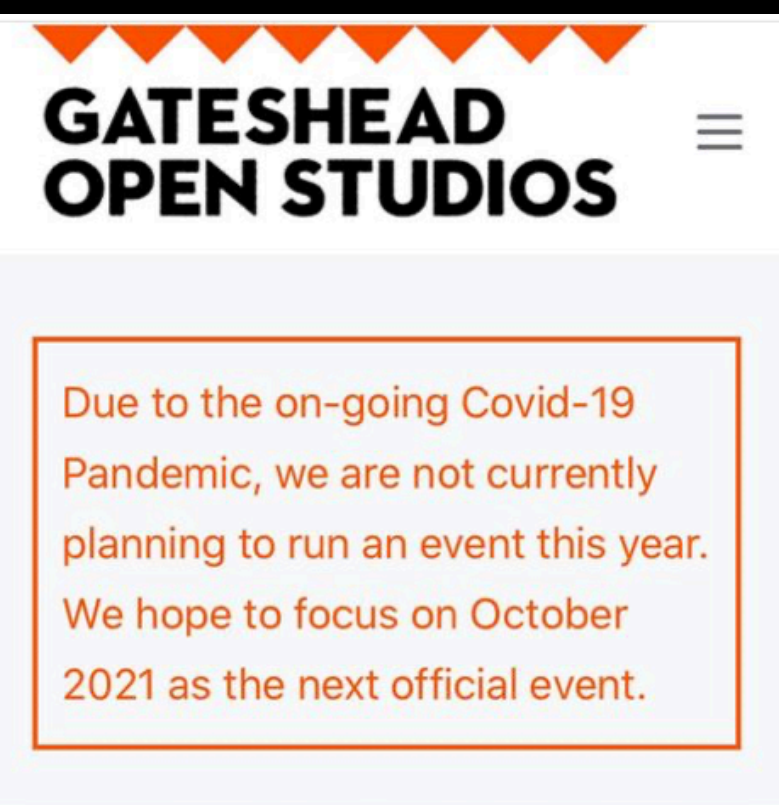 GATESHEAD
OPEN STUDIOS
Due to the on-going Covid-19
Pandemic, we are not currently
planning to run an event this year.
We hope to focus on October
2021 as the next official event.